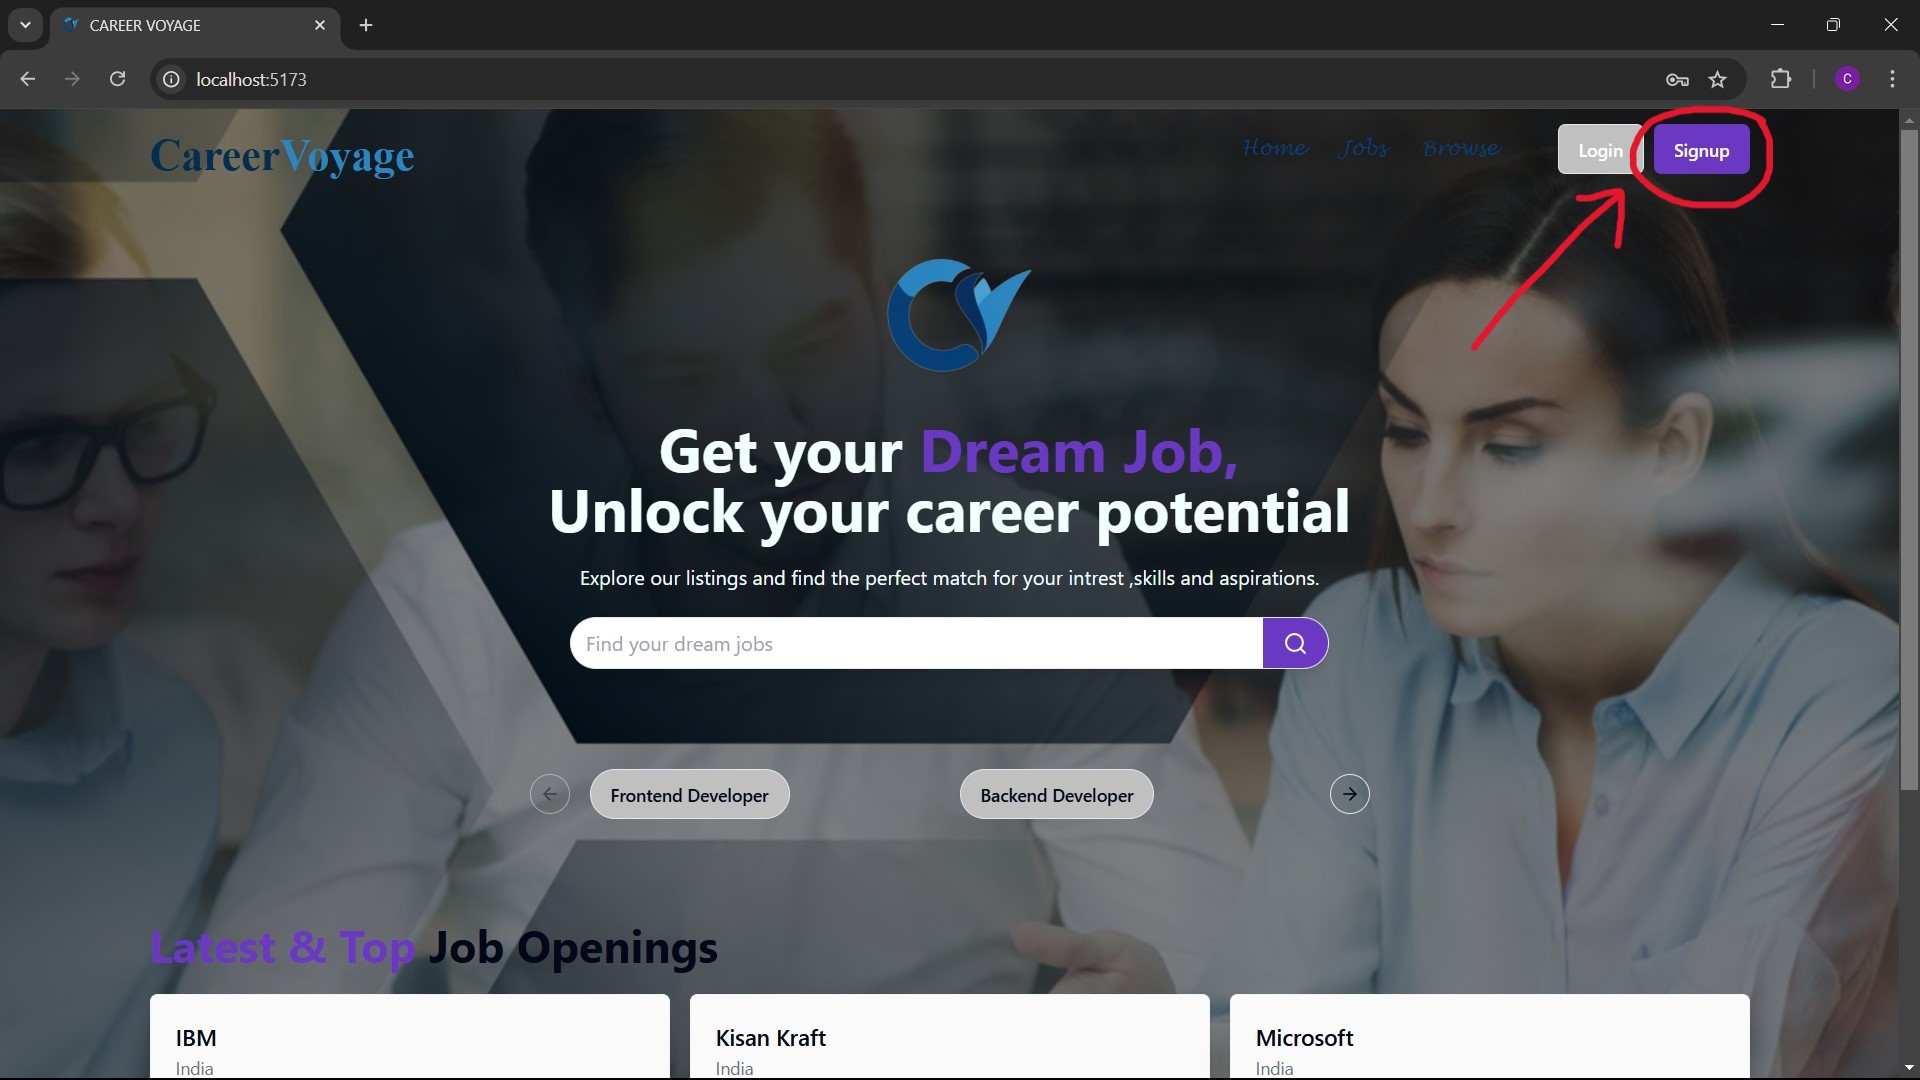 CAREER VOYAGE
localhost:5173
C
CareerVoyage
Home Jobs Browse Login Signup
CV
Get your Dream Job,
Unlock your career potential
Explore our listings and find the perfect match for your intrest ,skills and aspirations.
Find your dream jobs
Frontend Developer Backend Developer
Latest & Top Job Openings
IBM Kisan Kraft Microsoft
India India India